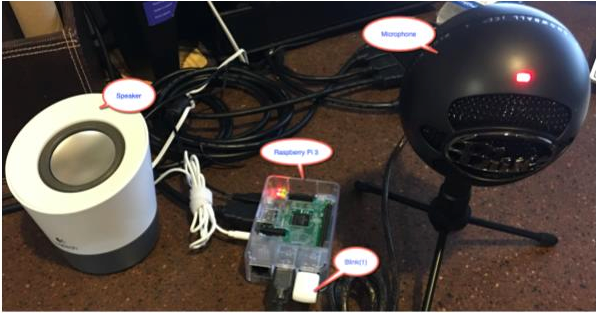 Microphone
Speaker
Raspberry Pi 3
Blink(1)